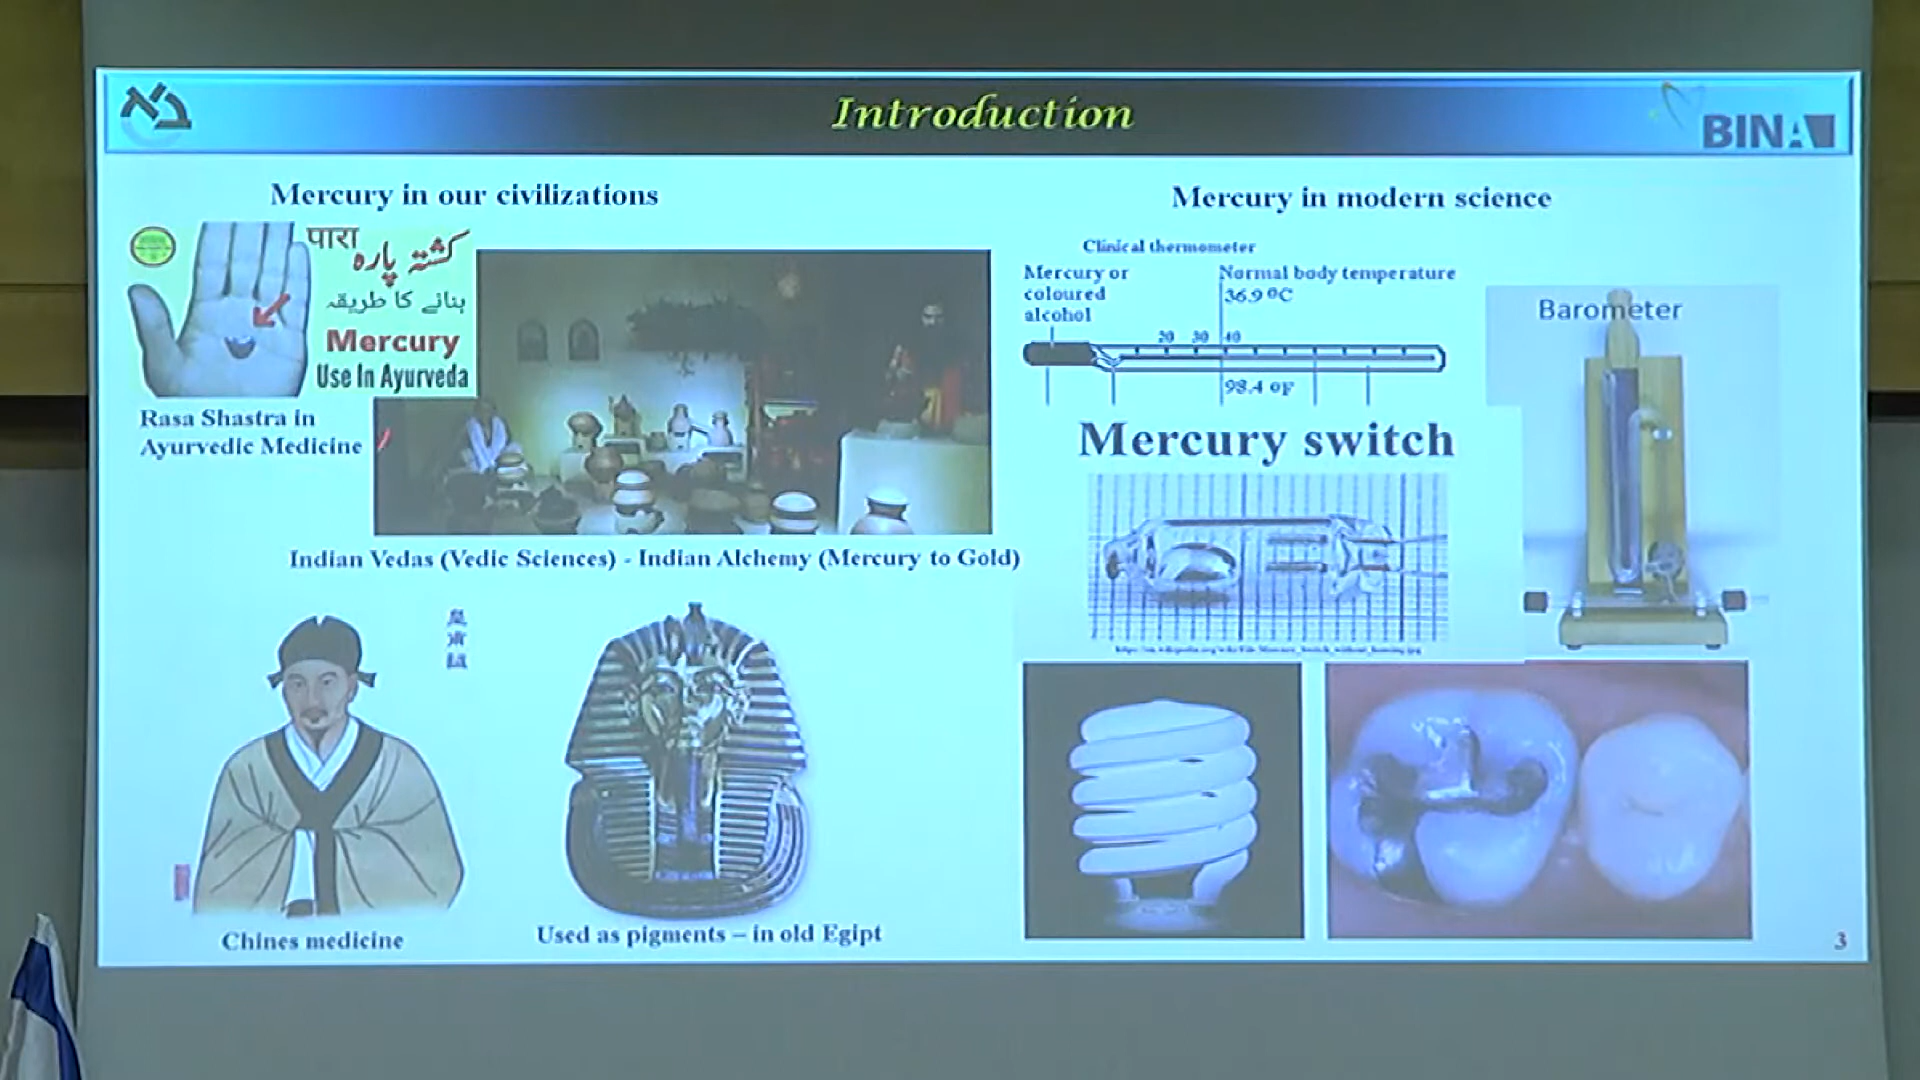 Introduction
BINA
Mercury in our civilizations
पारा
کشتہ پارہ
بنانے کا طریقہ
Mercury
Use In Ayurveda
Rasa Shastra in
Ayurvedic Medicine
Indian Vedas (Vedic Sciences) - Indian Alchemy (Mercury to Gold)
皇甫謐
Chines medicine
Used as pigments – in old Egipt
Mercury in modern science
Clinical thermometer
Mercury or
coloured
alcohol
Normal body temperature
36.9 ºC
20 30 40
98.4 oF
Barometer
Mercury switch
3